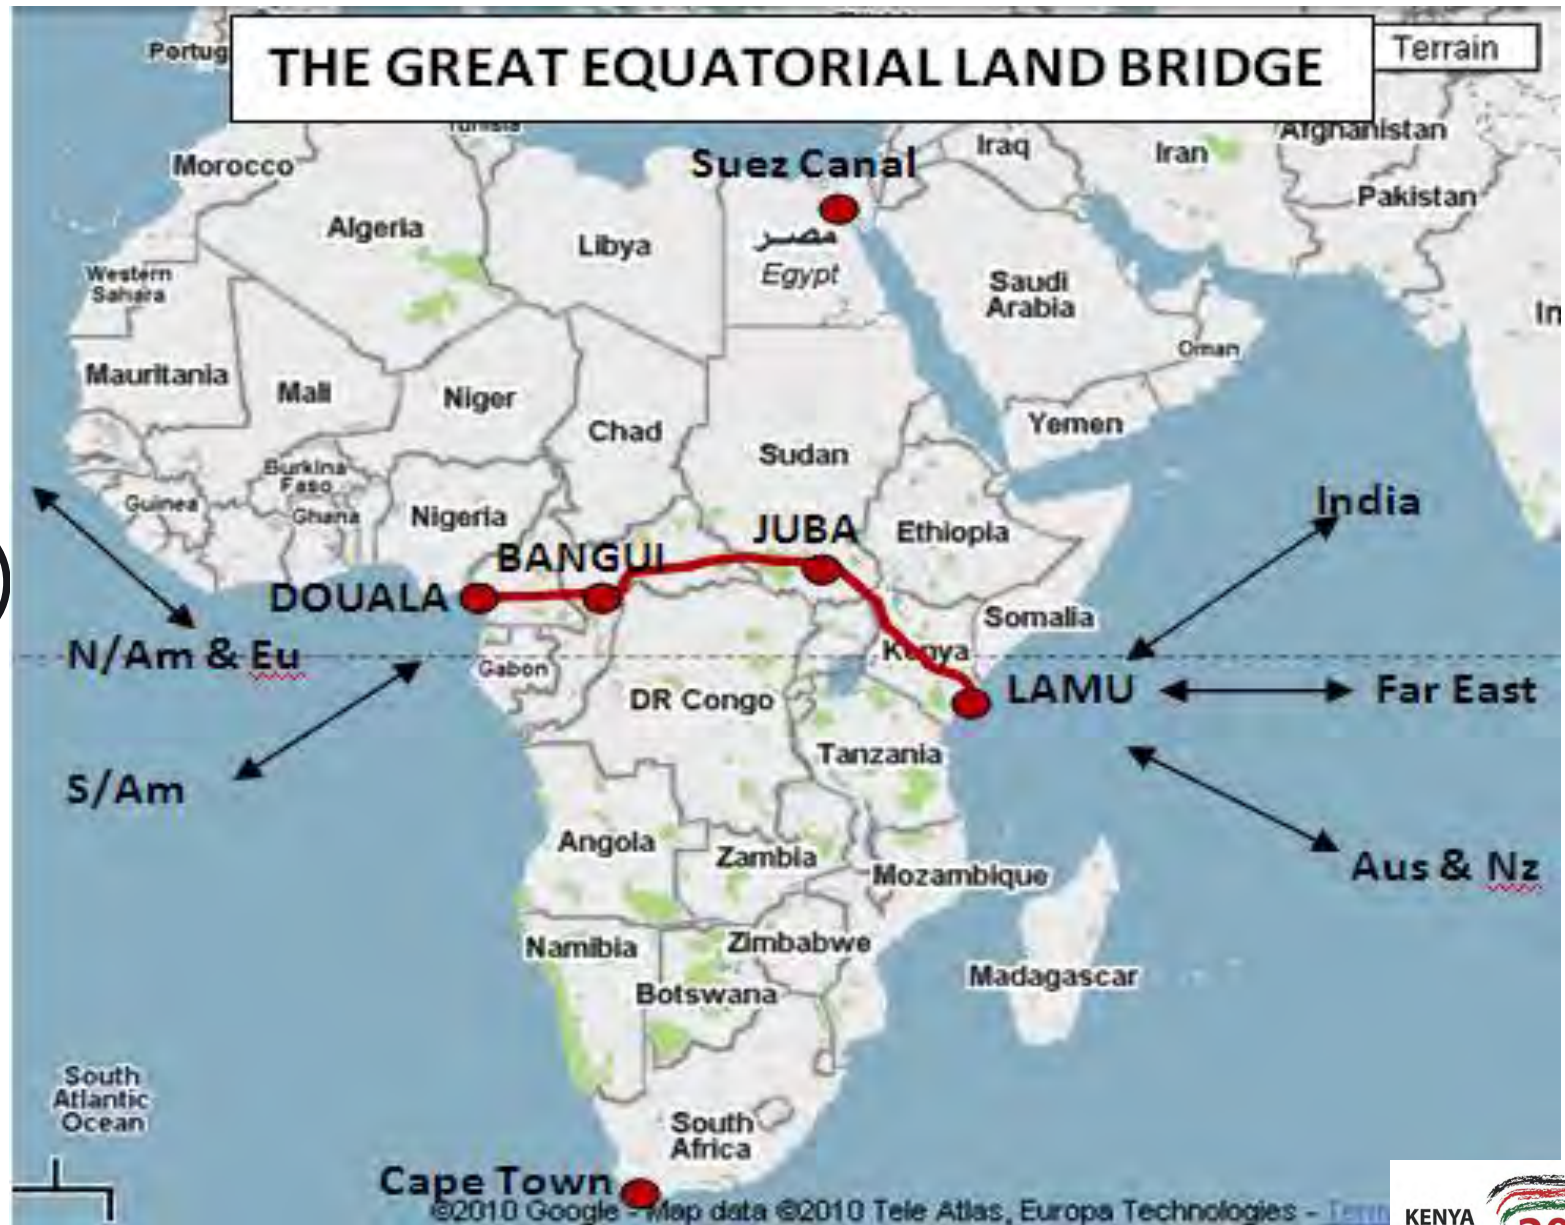 THE GREAT EQUATORIAL LAND BRIDGE
Terrain
Portug
Tunisia
Morocco
Suez Canal
Iraq
Iran
Afghanistan
Pakistan
Algeria
Libya
مصر
Egypt
Western
Sahara
Saudi
Arabia
In
Oman
Mauritania
Mali
Niger
Chad
Sudan
Yemen
Burkina
Faso
Guinea
Ghana
Nigeria
JUBA
Ethiopia
India
BANGUI
DOUALA
)
Somalia
N/Am & Eu
Gabon
Kenya
DR Congo
LAMU
Far East
Tanzania
S/Am
Angola
Zambia
Mozambique
Aus & Nz
Namibia
Zimbabwe
Botswana
Madagascar
South
Atlantic
Ocean
South
Africa
Cape Town
©2010 Google - Map data ©2010 Tele Atlas, Europa Technologies - Term
KENYA